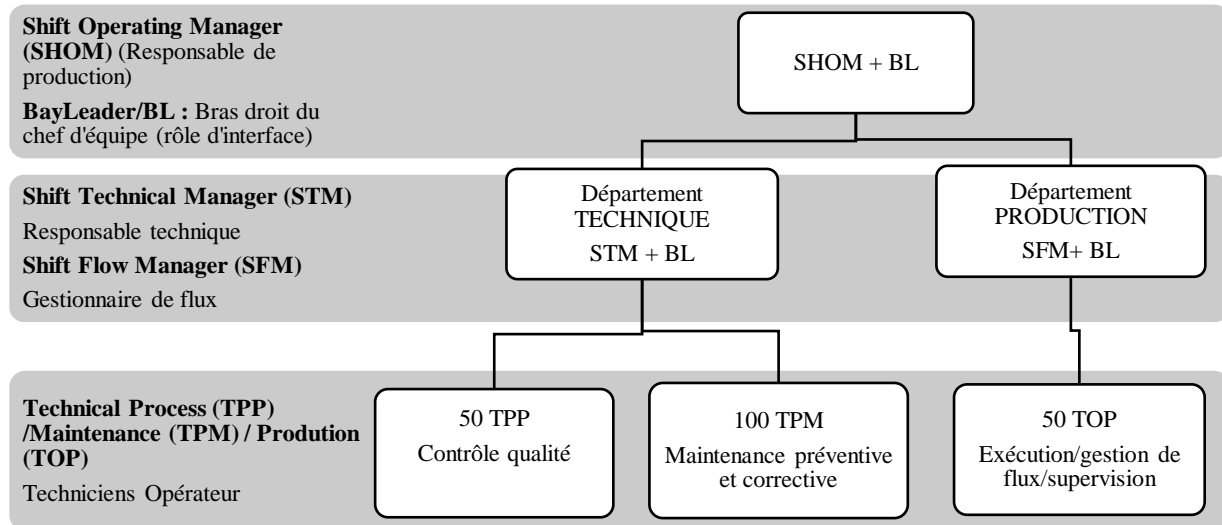 Shift Operating Manager
(SHOM) (Responsable de
production)
BayLeader/BL : Bras droit du
chef d'équipe (rôle d'interface)
SHOM + BL
Shift Technical Manager (STM)
Responsable technique
Shift Flow Manager (SFM)
Gestionnaire de flux
Département
TECHNIQUE
STM + BL
Département
PRODUCTION
SFM+ BL
Technical Process (TPP)
/Maintenance (TPM) / Prodution
(TOP)
Techniciens Opérateur
50 TPP
Contrôle qualité
100 TPM
Maintenance préventive
et corrective
50 TOP
Exécution/gestion de
flux/supervision